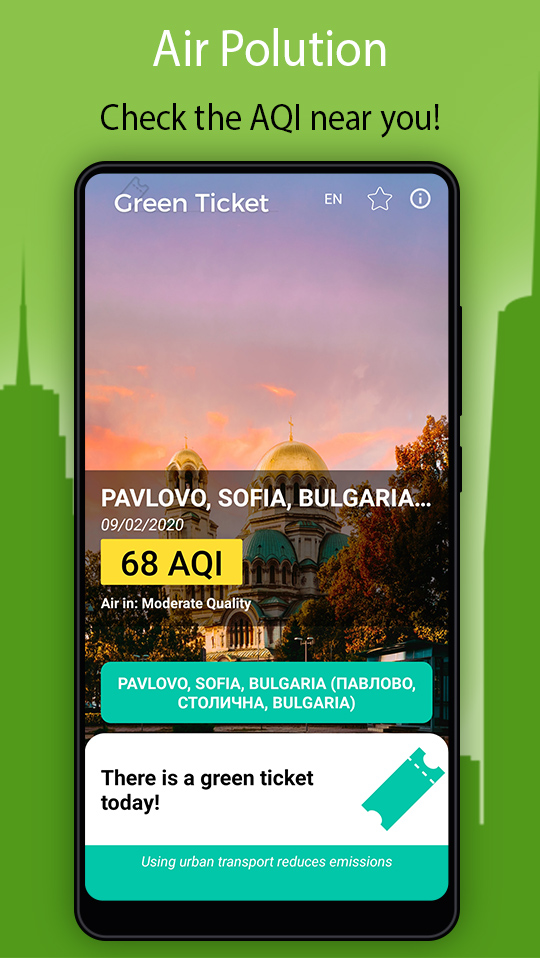 Air Polution
Check the AQI near you!
Green Ticket
EN
PAVLOVO, SOFIA, BULGARIA...
09/02/2020
68 AQI
Air in: Moderate Quality
PAVLOVO, SOFIA, BULGARIA (ПАВЛОВО,
СТОЛИЧНА, BULGARIA)
There is a green ticket
today!
Using urban transport reduces emissions